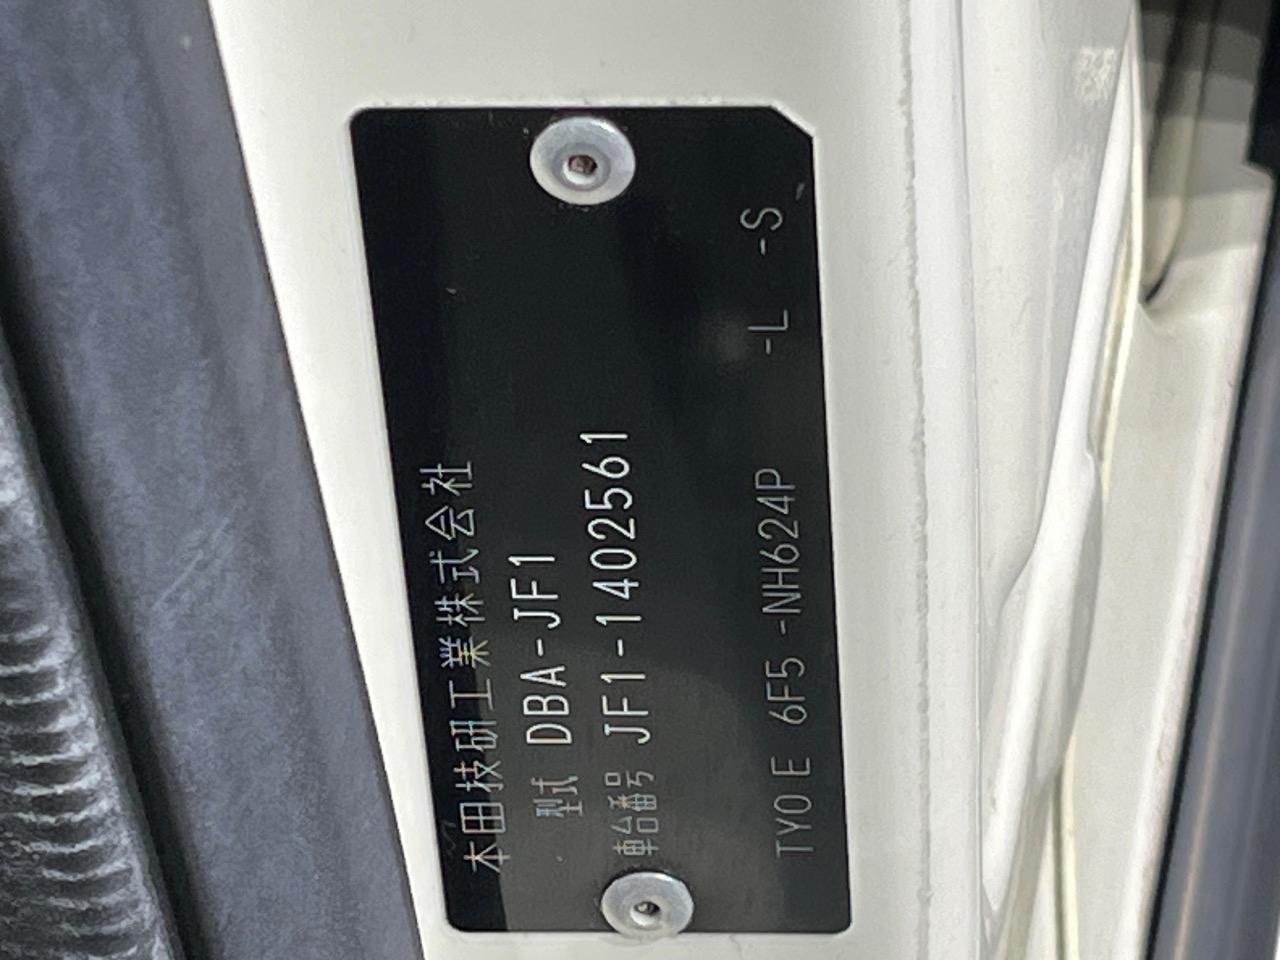 本田技研工業株式会社
型式 DBA-JF1
車台番号 JF1-1402561
TY0 E 6F5 -NH624P -L -S